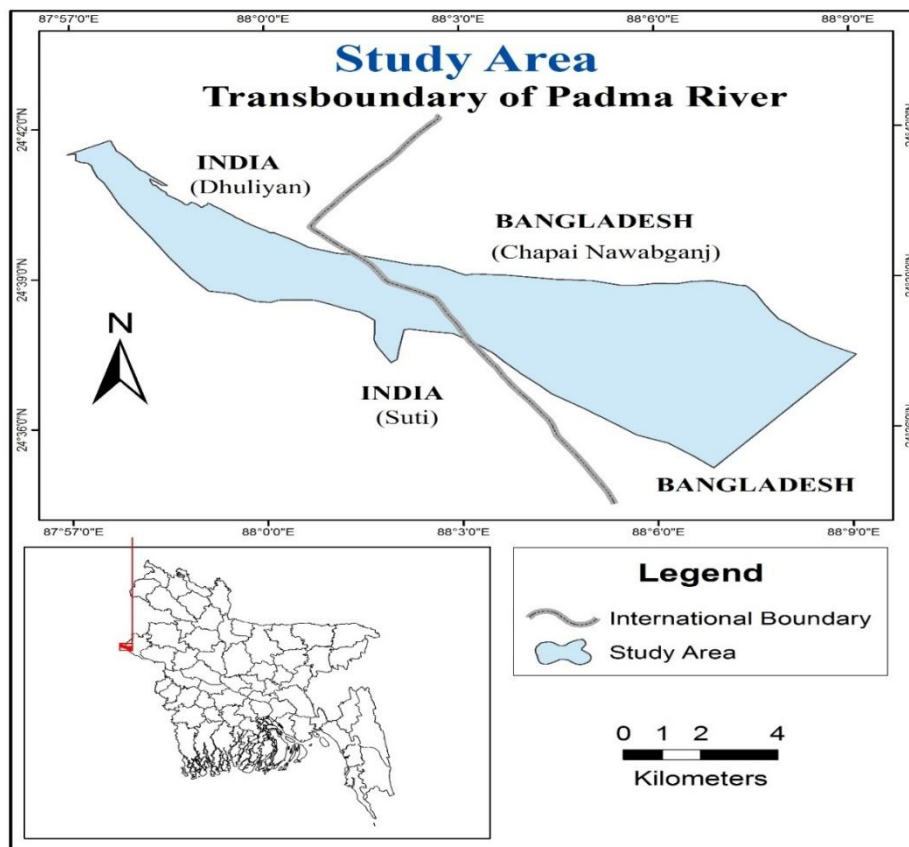 87°57'0"E 88°0'0"E 88°3'0"E 88°6'0"E 88°9'0"E
Study Area
Transboundary of Padma River
24°42'0"N
24°42'0"N
INDIA
(Dhuliyan)
BANGLADESH
(Chapai Nawabganj)
24°39'0"N
N
INDIA
(Suti)
24°36'0"N
BANGLADESH
87°57'0"E 88°0'0"E 88°3'0"E 88°6'0"E 88°9'0"E
Legend
International Boundary
Study Area
0 1 2 4
Kilometers